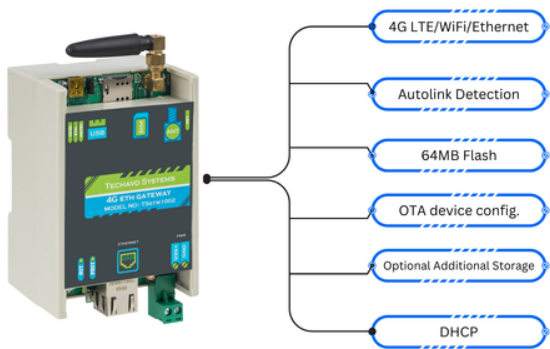 4G LTE/WiFi/Ethernet
Autolink Detection
64MB Flash
OTA device config.
Optional Additional Storage
DHCP
USB
ANT
TECHAVO SYSTEMS
4G ETH GATEWAY
ETHERNET
PWR